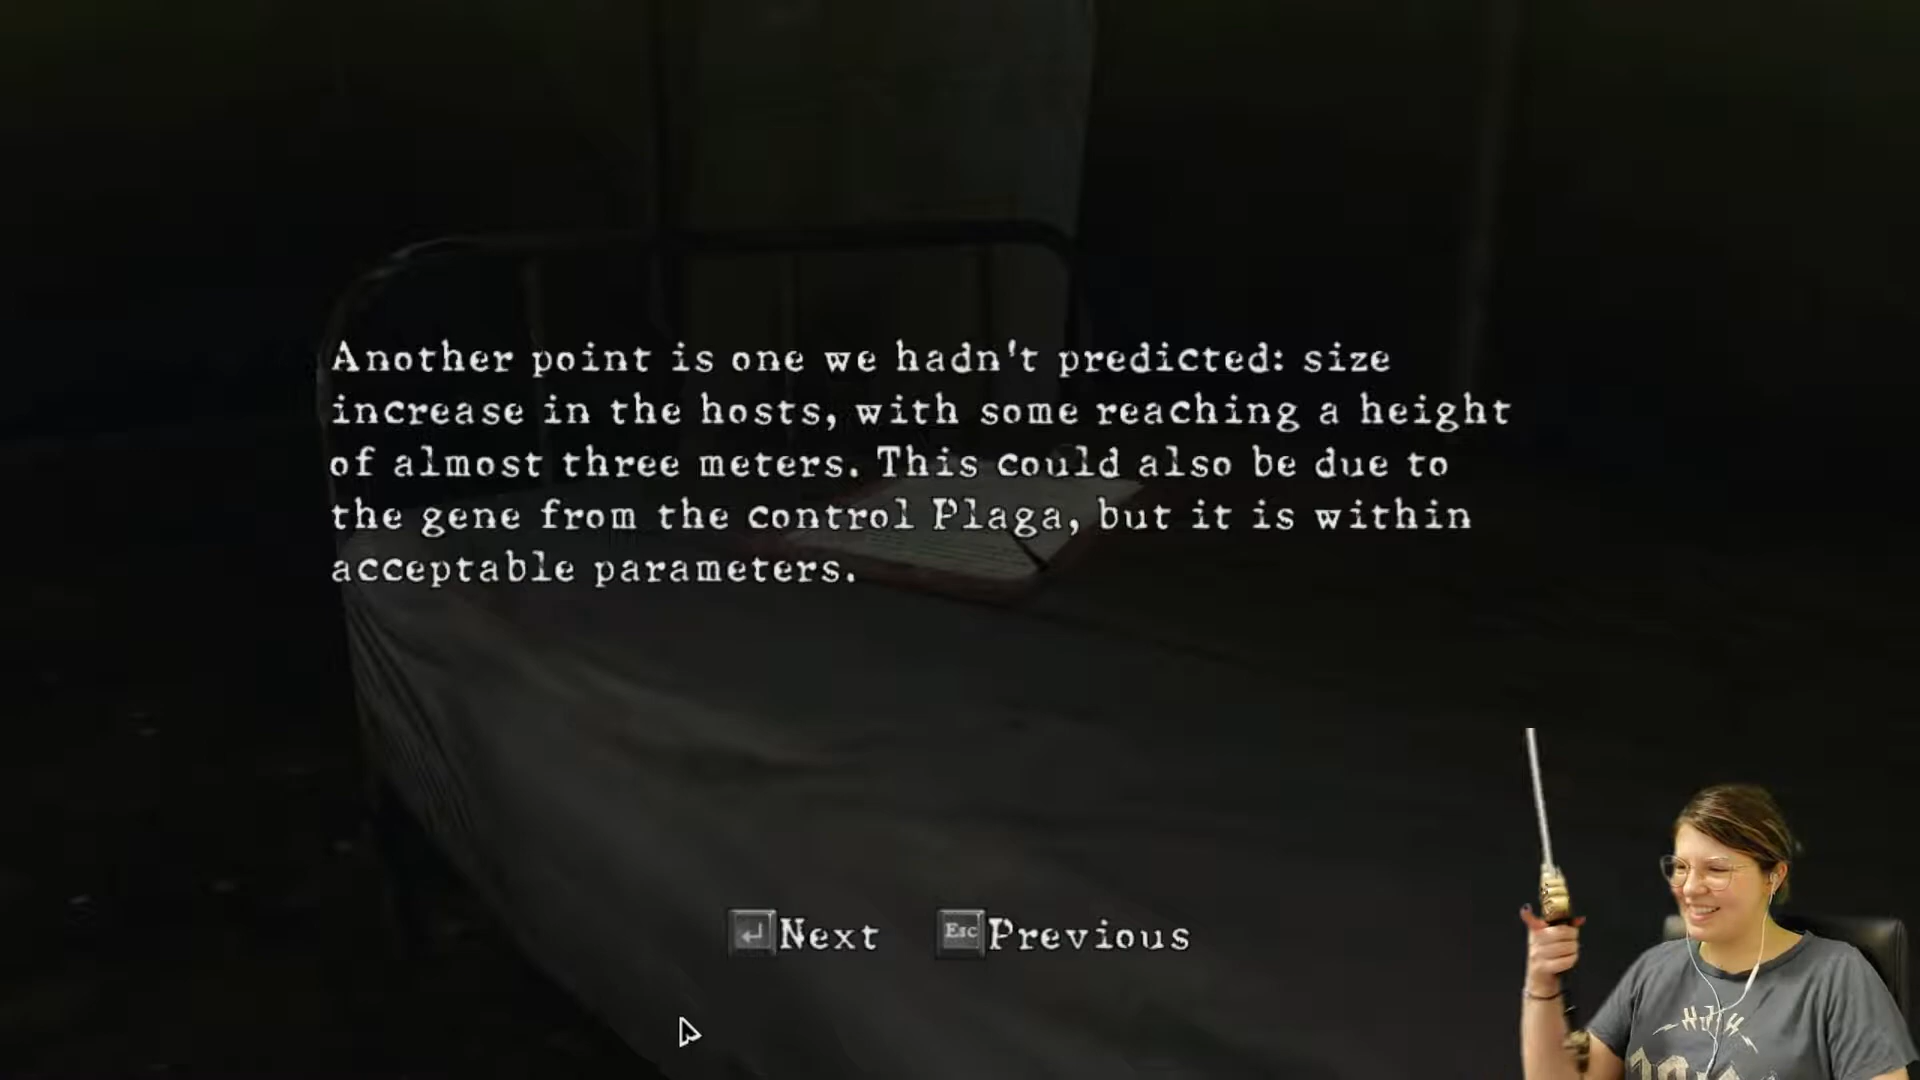 Another point is one we hadn't predicted: size
increase in the hosts, with some reaching a height
of almost three meters. This could also be due to
the gene from the control Plaga, but it is within
acceptable parameters.
Next
Esc Previous